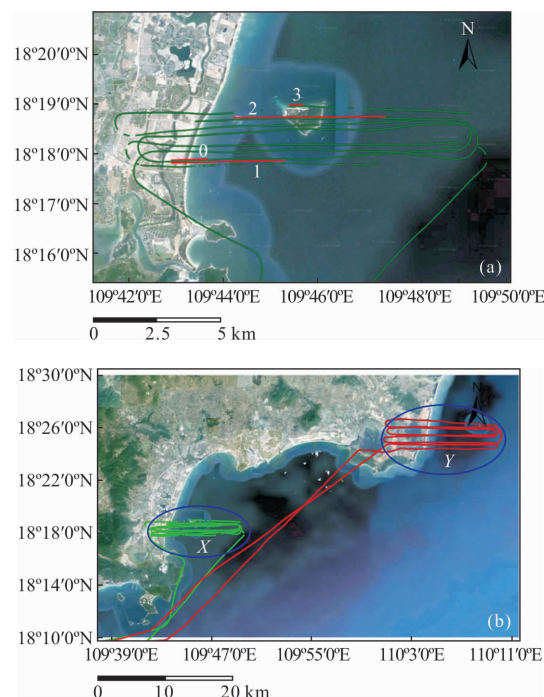 18°20′0″N
N
18°19′0″N
3
2
18°18′0″N
0
1
18°17′0″N
18°16′0″N
(a)
109°42′0″E 109°44′0″E 109°46′0″E 109°48′0″E 109°50′0″E
0 2.5 5 km
18°30′0″N
N
18°26′0″N
Y
18°22′0″N
18°18′0″N
X
18°14′0″N
(b)
18°10′0″N
109°39′0″E 109°47′0″E 109°55′0″E 110°3′0″E 110°11′0″E
0 10 20 km